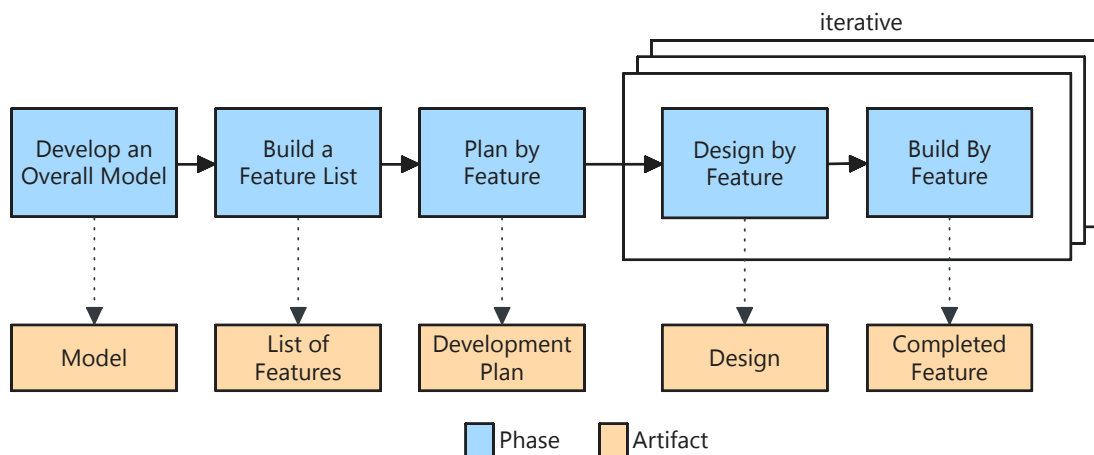 iterative
Develop an
Overall Model
Build a
Feature List
Plan by
Feature
Design by
Feature
Build By
Feature
Model
List of
Features
Development
Plan
Design
Completed
Feature
Phase
Artifact